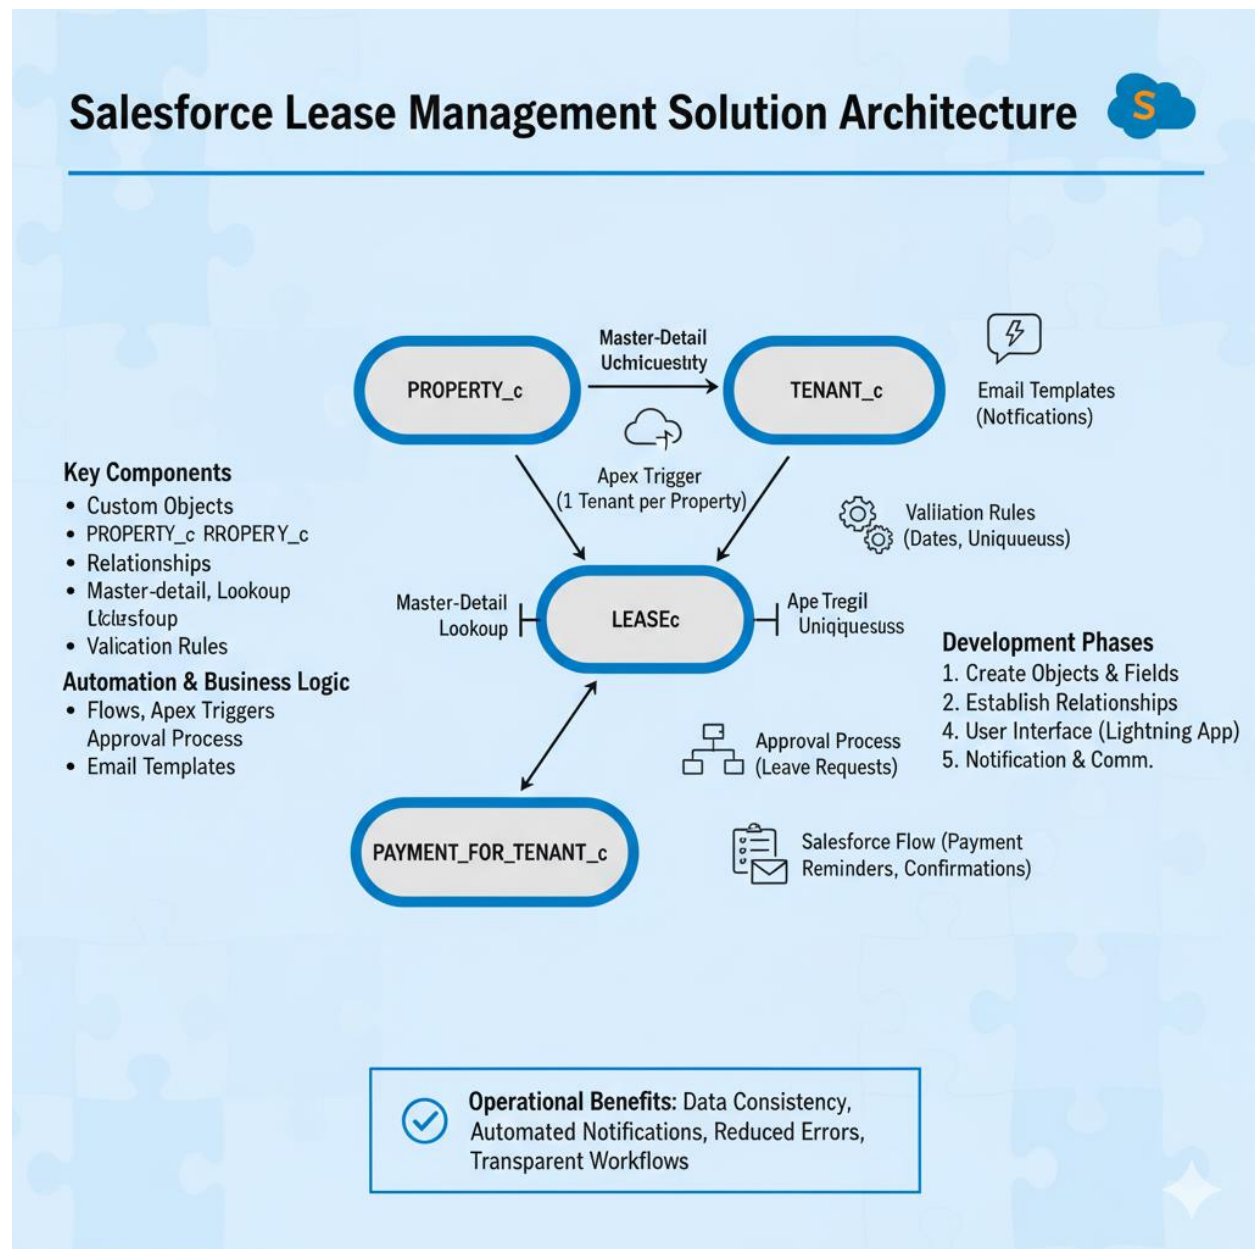 Salesforce Lease Management Solution Architecture
S
Master-Detail
Uchmicuestity
PROPERTY_c
TENANT_c
Email Templates
(Notfications)
Apex Trigger
(1 Tenant per Property)
Key Components
• Custom Objects
• PROPERTY_c RROPERY_c
• Relationships
• Master-detail, Lookoup
• Valication Rules
Valiiation Rules
(Dates, Uniquueuss)
Master-Detail
Lookoup
LEASEc
Ape Tregil
Uniqiquesuss
Automation & Business Logic
• Flows, Apex Triggers
Approval Process
• Email Templates
Development Phases
1. Create Objects & Fields
2. Establish Relationships
4. User Interface (Lightning App)
5. Notification & Comm.
Approval Process
(Leave Requests)
PAYMENT_FOR_TENANT_c
Salesforce Flow (Payment
Reminders, Confirmations)
Operational Benefits: Data Consistency,
Automated Notifications, Reduced Errors,
Transparent Workflows